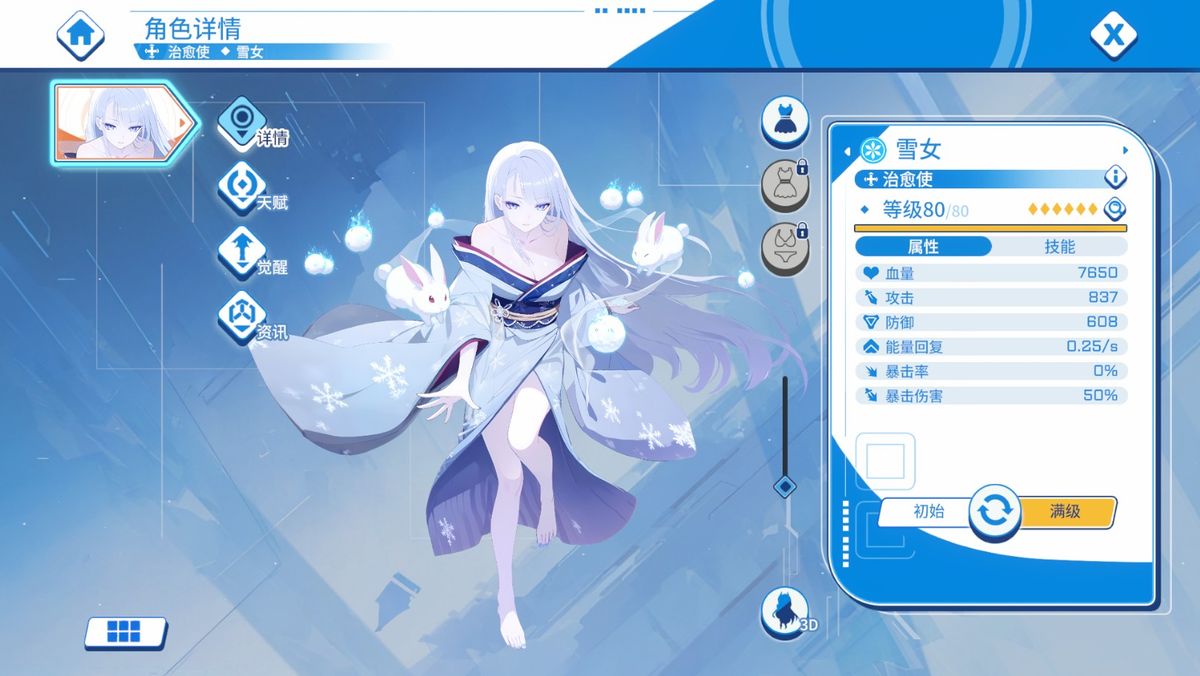 角色详情
治愈使 ◆ 雪女
详情
天赋
觉醒
资讯
3D
雪女
治愈使
等级80/80
属性 技能
血量 7650
攻击 837
防御 608
能量回复 0.25/s
暴击率 0%
暴击伤害 50%
初始 满级